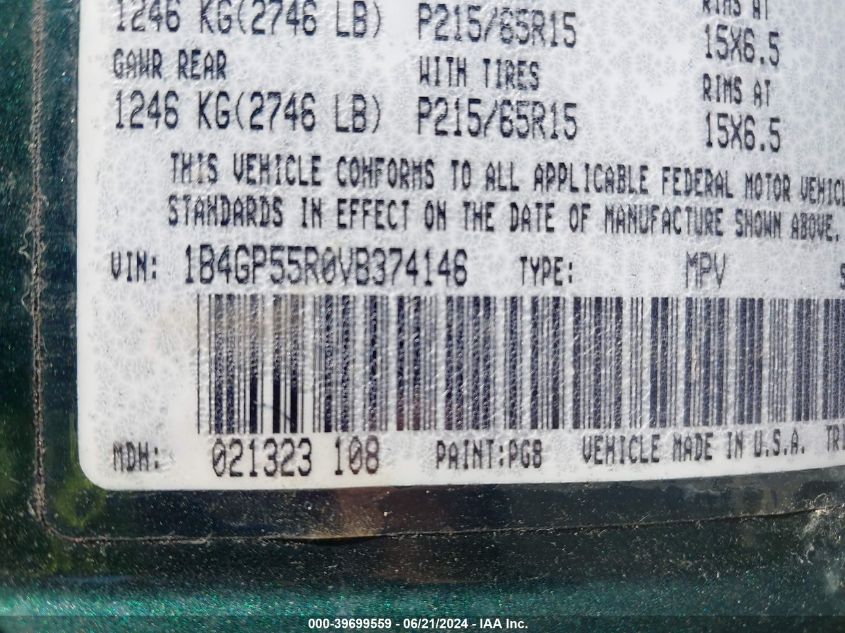 1246 KG(2746 LB) P215/65R15 RIMS AT 15X6.5
GAWR REAR WITH TIRES RIMS AT
1246 KG(2746 LB) P215/65R15 15X6.5
THIS VEHICLE CONFORMS TO ALL APPLICABLE FEDERAL MOTOR VEHICL
STANDARDS IN EFFECT ON THE DATE OF MANUFACTURE SHOWN ABOVE.
VIN: 1B4GP55R0VB374146 TYPE: MPV S
MDH: 021323 108 PAINT:PG8 VEHICLE MADE IN U.S.A. TRI
000-39699559 - 06/21/2024 - IAA Inc.